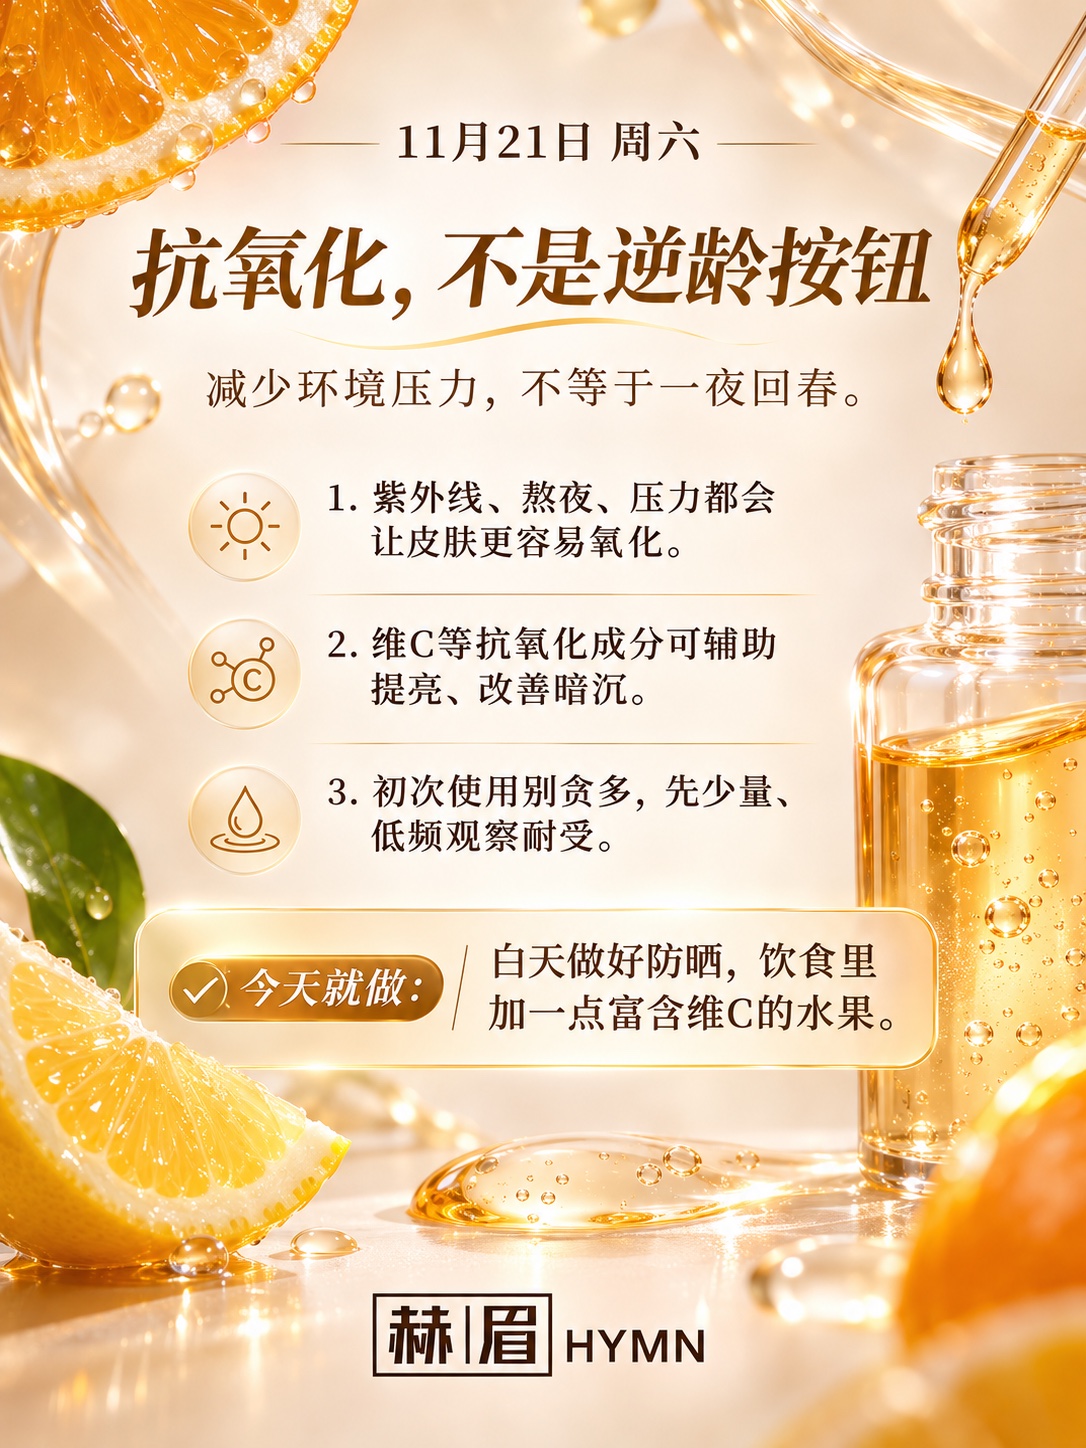 11月21日 周六
抗氧化，不是逆龄按钮
减少环境压力，不等于一夜回春。
1. 紫外线、熬夜、压力都会
让皮肤更容易氧化。
C
2. 维C等抗氧化成分可辅助
提亮、改善暗沉。
3. 初次使用别贪多，先少量、
低频观察耐受。
今天就做：
白天做好防晒，饮食里
加一点富含维C的水果。
赫|眉 HYMN